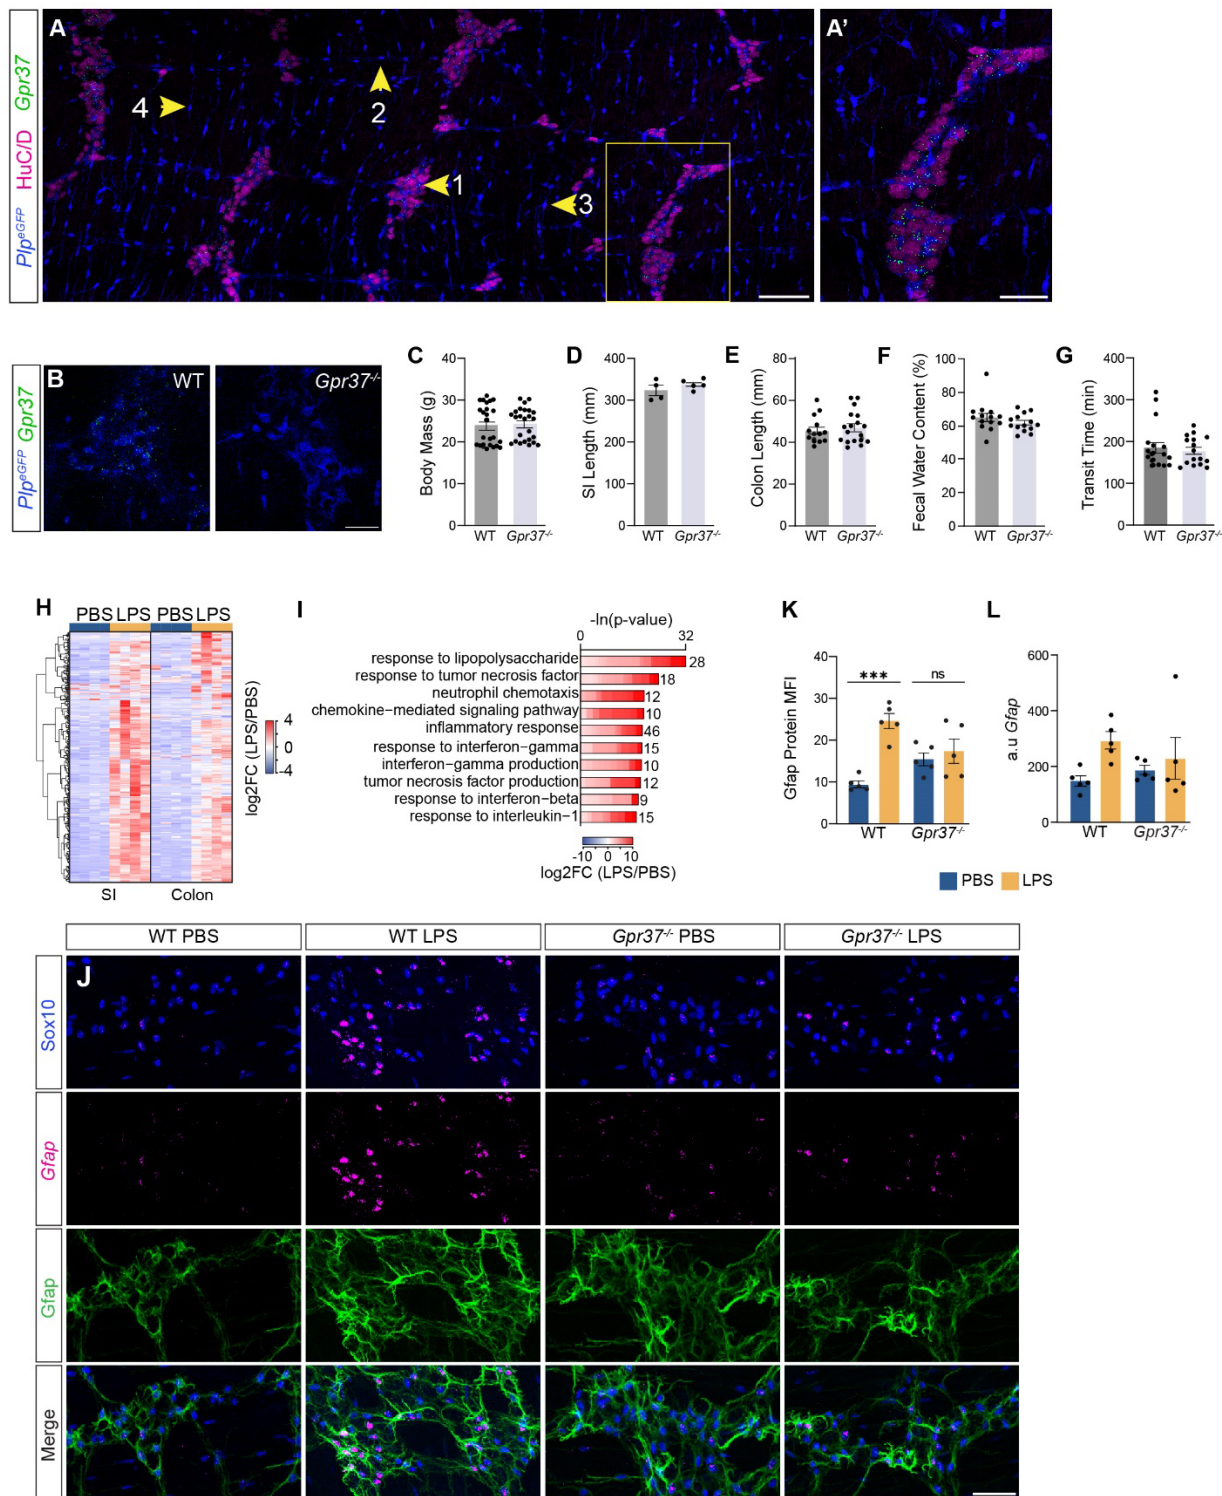 Plp^eGFP HuC/D Gpr37
A
A'
4
2
1
3
Plp^eGFP Gpr37
B
WT
Gpr37-/-
C
Body Mass (g)
40
30
20
10
0
WT Gpr37-/-
D
SI Length (mm)
400
300
200
100
0
WT Gpr37-/-
E
Colon Length (mm)
80
60
40
20
0
WT Gpr37-/-
F
Fecal Water Content (%)
100
80
60
40
20
0
WT Gpr37-/-
G
Transit Time (min)
400
300
200
100
0
WT Gpr37-/-
H
PBS LPS PBS LPS
4
0
-4
log2FC (LPS/PBS)
SI Colon
I
-ln(p-value)
0 32
response to lipopolysaccharide 28
response to tumor necrosis factor 18
neutrophil chemotaxis 12
chemokine−mediated signaling pathway 10
inflammatory response 46
response to interferon−gamma 15
interferon−gamma production 10
tumor necrosis factor production 12
response to interferon−beta 9
response to interleukin−1 15
-10 0 10
log2FC (LPS/PBS)
K
Gfap Protein MFI
40
30
20
10
0
*** ns
WT Gpr37-/-
L
a.u Gfap
600
400
200
0
WT Gpr37-/-
PBS LPS
WT PBS
WT LPS
Gpr37-/- PBS
Gpr37-/- LPS
J
Sox10
Gfap
Gfap
Merge